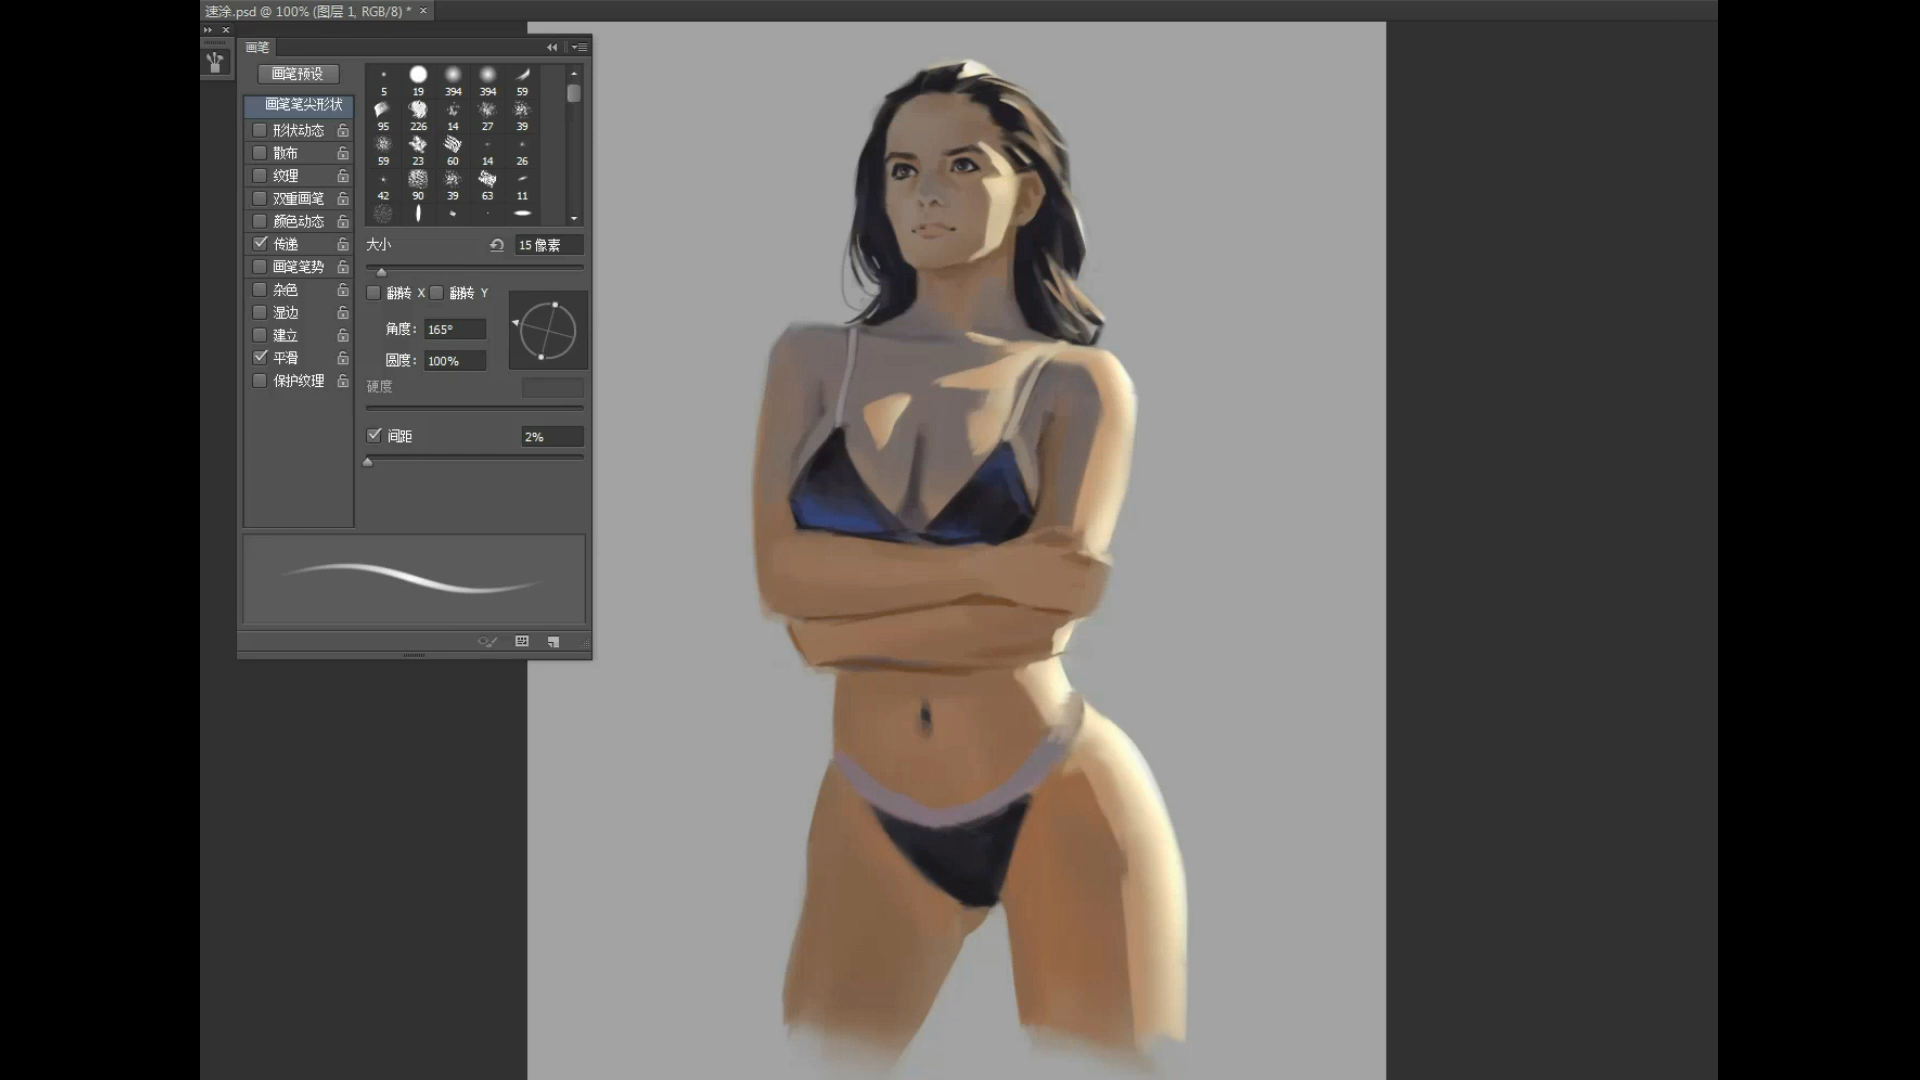 速涂.psd @ 100% (图层 1, RGB/8) *
画笔
画笔预设
画笔笔尖形状
形状动态
散布
纹理
双重画笔
颜色动态
传递
画笔笔势
杂色
湿边
建立
平滑
保护纹理
5 19 394 394 59
95 226 14 27 39
59 23 60 14 26
42 90 39 63 11
大小 15 像素
翻转 X 翻转 Y
角度: 165°
圆度: 100%
硬度
间距 2%